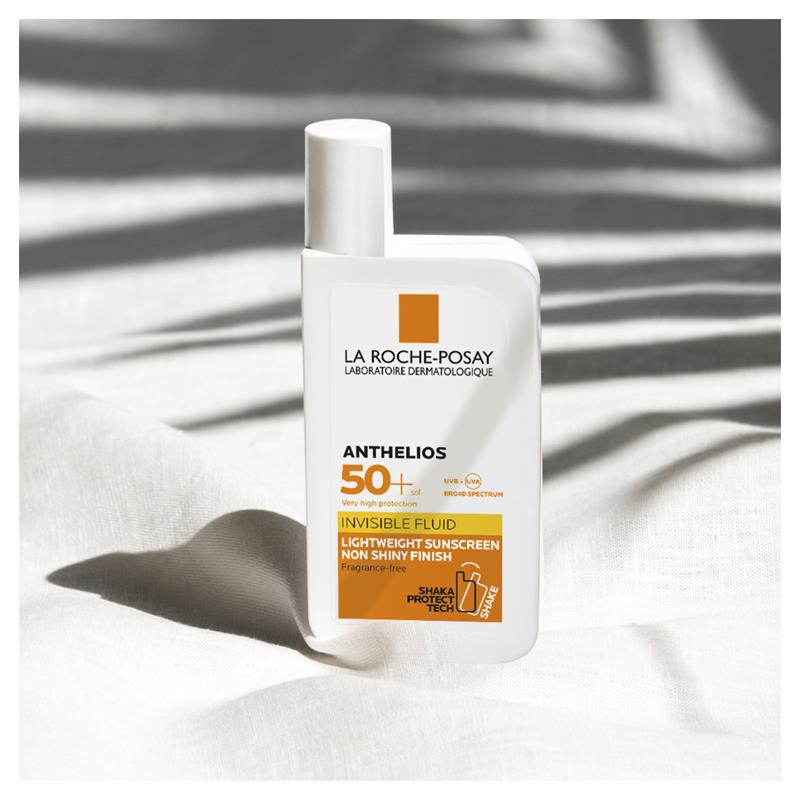 LA ROCHE-POSAY
LABORATOIRE DERMATOLOGIQUE
ANTHELIOS
50+
UVB + UVA
BROAD SPECTRUM
Very high protection
INVISIBLE FLUID
LIGHTWEIGHT SUNSCREEN
NON SHINY FINISH
Fragrance-free
SHAKA
PROTECT
TECH
SHAKE